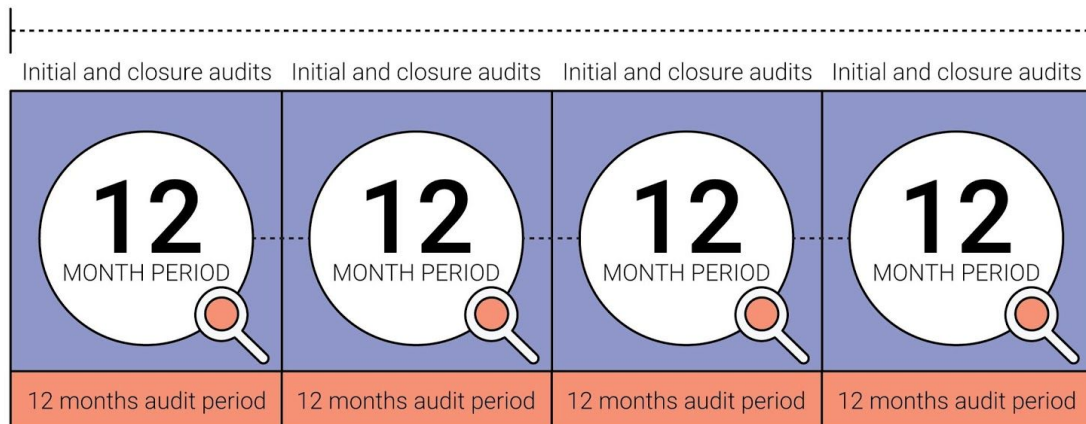 Initial and closure audits Initial and closure audits Initial and closure audits Initial and closure audits
12 12 12 12
MONTH PERIOD MONTH PERIOD MONTH PERIOD MONTH PERIOD
12 months audit period 12 months audit period 12 months audit period 12 months audit period